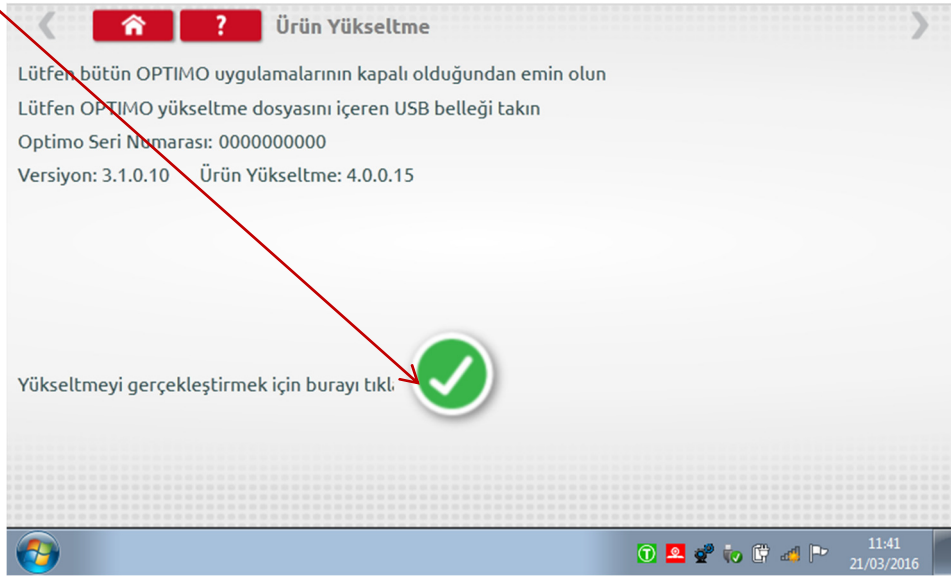 ? Ürün Yükseltme
Lütfen bütün OPTIMO uygulamalarının kapalı olduğundan emin olun
Lütfen OPTIMO yükseltme dosyasını içeren USB belleği takın
Optimo Seri Numarası: 0000000000
Versiyon: 3.1.0.10 Ürün Yükseltme: 4.0.0.15
Yükseltmeyi gerçekleştirmek için burayı tıkl
11:41
21/03/2016